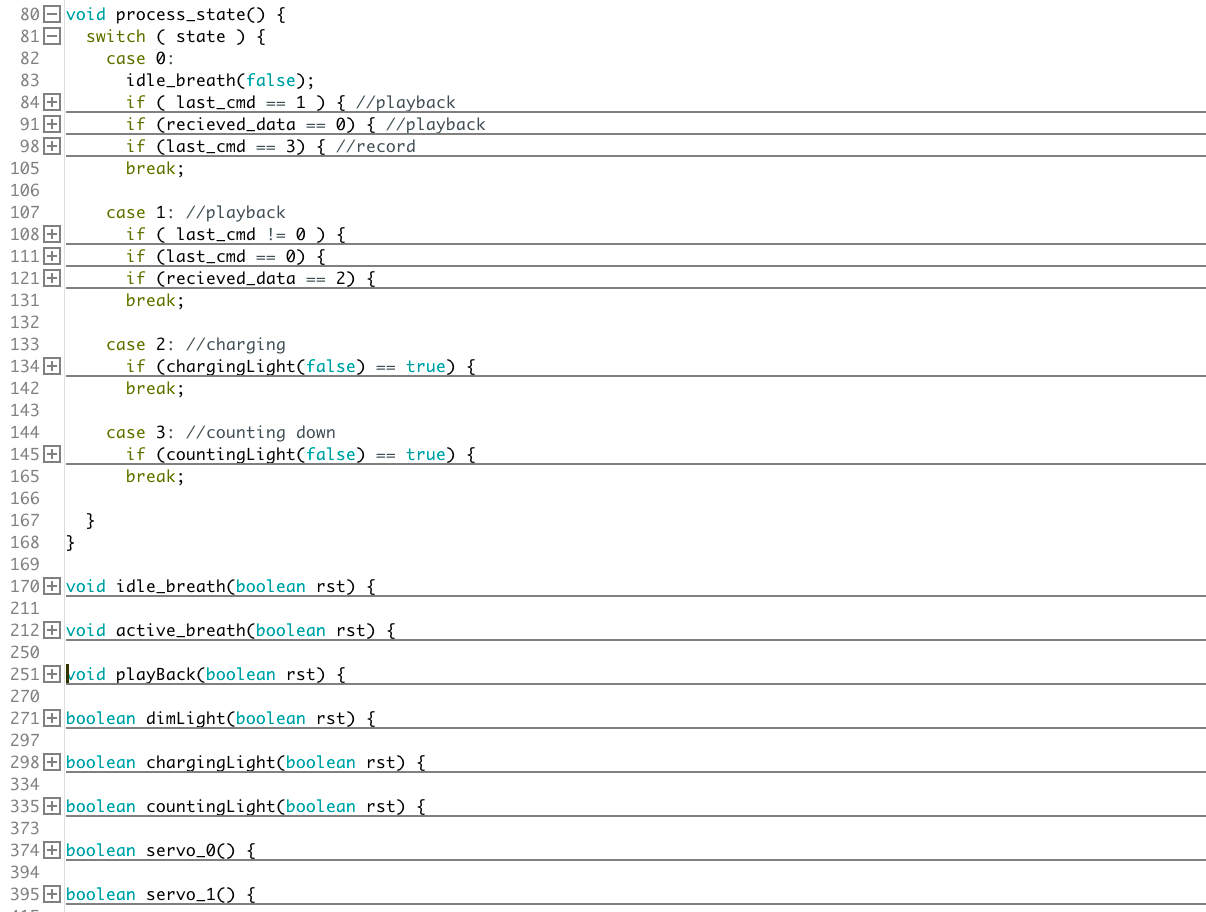 80 void process_state() {
81 switch ( state ) {
82 case 0:
83 idle_breath(false);
84 if ( last_cmd == 1 ) { //playback
91 if (recieved_data == 0) { //playback
98 if (last_cmd == 3) { //record
105 break;
106
107 case 1: //playback
108 if ( last_cmd != 0 ) {
111 if (last_cmd == 0) {
121 if (recieved_data == 2) {
131 break;
132
133 case 2: //charging
134 if (chargingLight(false) == true) {
142 break;
143
144 case 3: //counting down
145 if (countingLight(false) == true) {
165 break;
166
167 }
168 }
169
170 void idle_breath(boolean rst) {
211
212 void active_breath(boolean rst) {
250
251 void playBack(boolean rst) {
270
271 boolean dimLight(boolean rst) {
297
298 boolean chargingLight(boolean rst) {
334
335 boolean countingLight(boolean rst) {
373
374 boolean servo_0() {
394
395 boolean servo_1() {